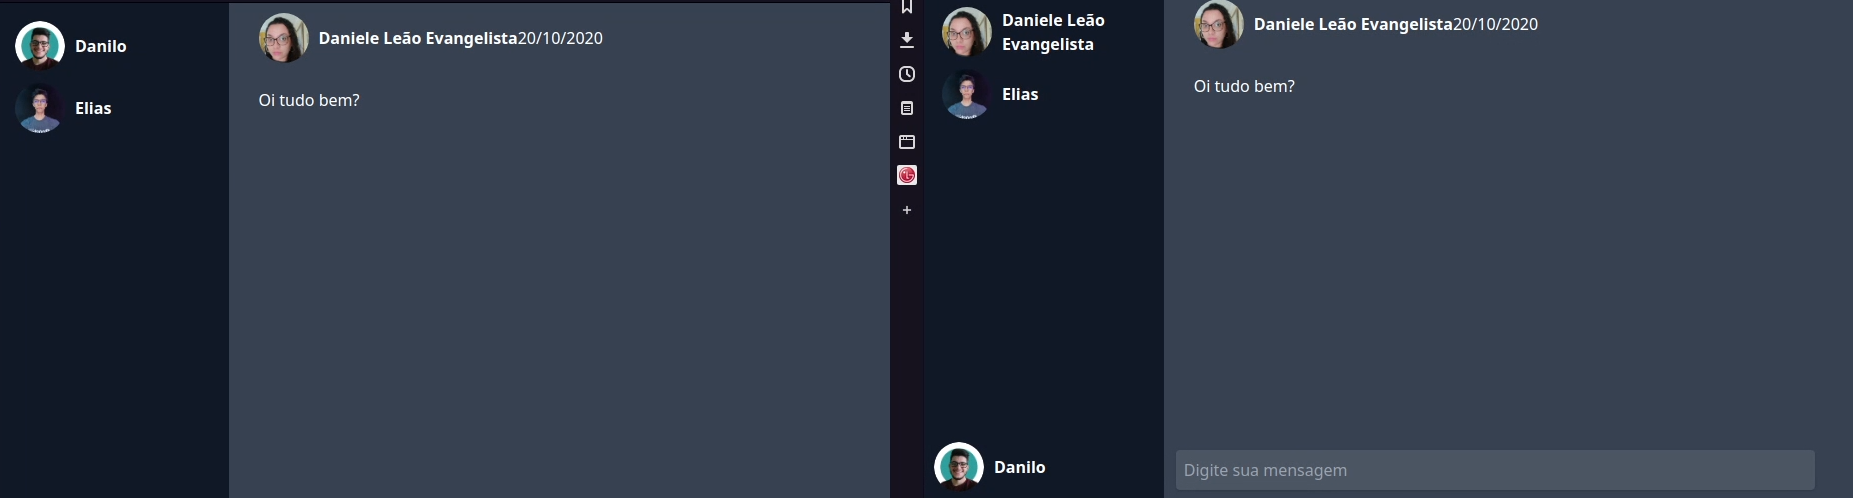 Danilo
Elias
Daniele Leão Evangelista20/10/2020
Oi tudo bem?
Daniele Leão
Evangelista
Elias
Danilo
Daniele Leão Evangelista20/10/2020
Oi tudo bem?
Digite sua mensagem